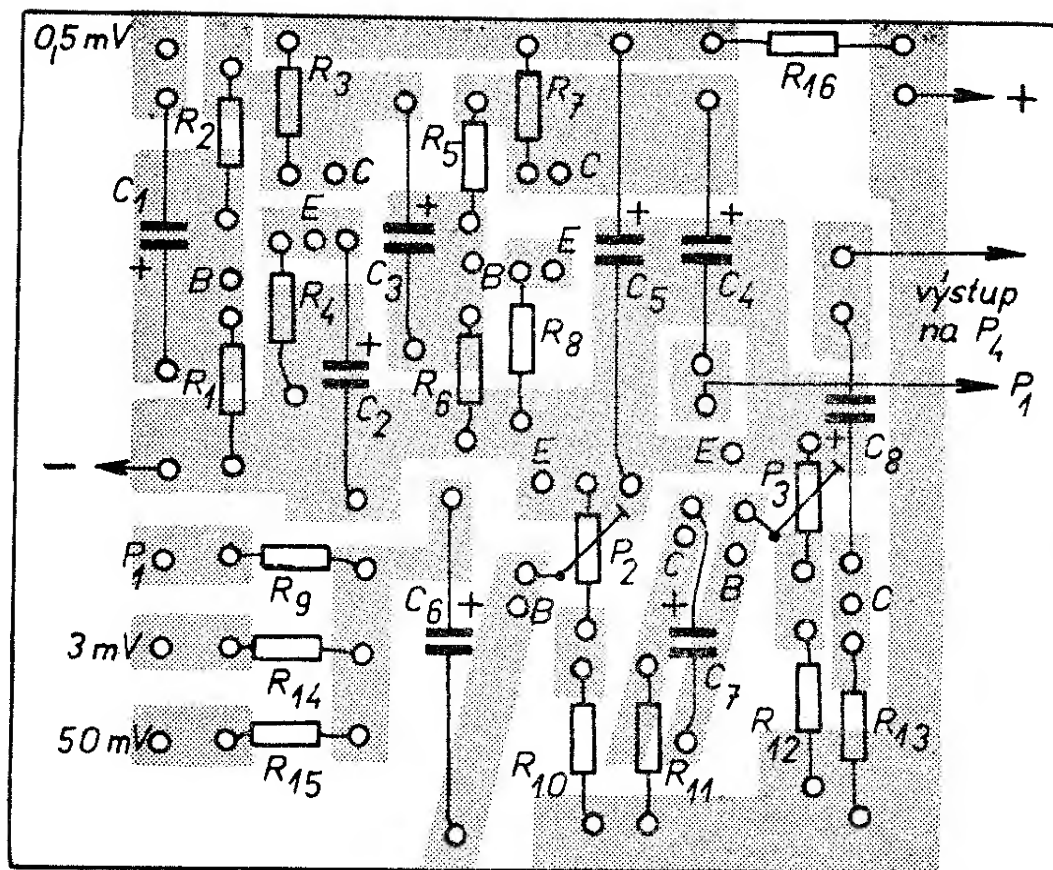 0,5 mV
R3
R7
R16
+
R2
R5
C
C
C1
E
+
+
+
E
+
B
C3
B
C5
C4
výstup
na P4
R4
R8
+
R1
C2
R6
P1
+
C8
−
E
E
P3
P1
R9
C6
+
B
P2
C
+
B
C
3 mV
R14
C7
50 mV
R15
R10
R11
R12
R13